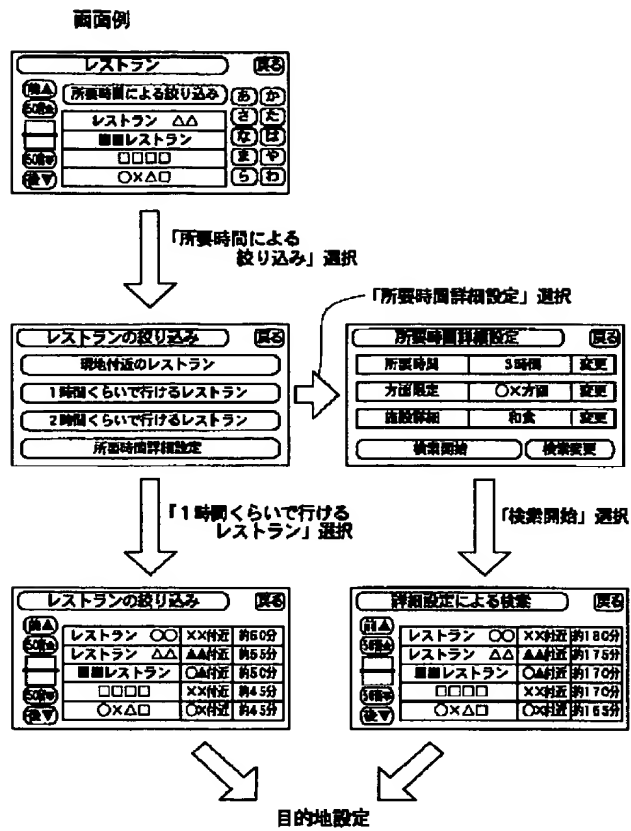 画面例
レストラン 戻る
前▲ 所要時間による絞り込み あ か
50音 レストラン △△ さ た
■■レストラン な は
50音 □□□□ ま や
後▼ ○×△□ ら わ
「所要時間による
絞り込み」選択
「所要時間詳細設定」選択
レストランの絞り込み 戻る
現地付近のレストラン
1時間くらいで行けるレストラン
2時間くらいで行けるレストラン
所要時間詳細設定
所要時間詳細設定 戻る
所要時間 3時間 変更
方面限定 ○×方面 変更
施設詳細 和食 変更
検索開始 検索変更
「1時間くらいで行ける
レストラン」選択
「検索開始」選択
レストランの絞り込み 戻る
前▲ レストラン ○○ ××付近 約60分
50音 レストラン △△ ▲▲付近 約55分
■■レストラン ○▲付近 約50分
50音 □□□□ ××付近 約45分
後▼ ○×△□ ○×付近 約45分
詳細設定による検索 戻る
前▲ レストラン ○○ ××付近 約180分
50音 レストラン △△ ▲▲付近 約175分
■■レストラン ○▲付近 約170分
50音 □□□□ ××付近 約170分
後▼ ○×△□ ○×付近 約165分
目的地設定